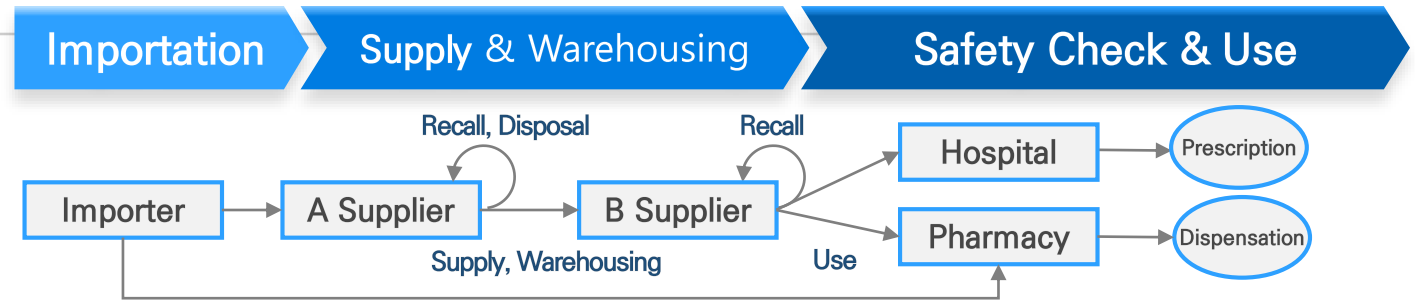 Importation
Supply & Warehousing
Safety Check & Use
Recall, Disposal
Recall
Hospital
Prescription
Importer
A Supplier
B Supplier
Pharmacy
Dispensation
Supply, Warehousing
Use